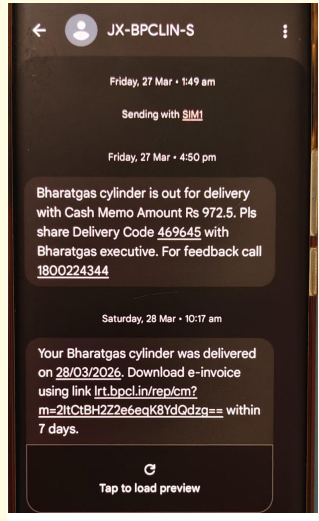 JX-BPCLIN-S
Friday, 27 Mar • 1:49 am
Sending with SIM1
Friday, 27 Mar • 4:50 pm
Bharatgas cylinder is out for delivery
with Cash Memo Amount Rs 972.5. Pls
share Delivery Code 469645 with
Bharatgas executive. For feedback call
1800224344
Saturday, 28 Mar • 10:17 am
Your Bharatgas cylinder was delivered
on 28/03/2026. Download e-invoice
using link lrt.bpcl.in/rep/cm?
m=2ItCtBH2Z2e6eqK8YdQdzg== within
7 days.
Tap to load preview